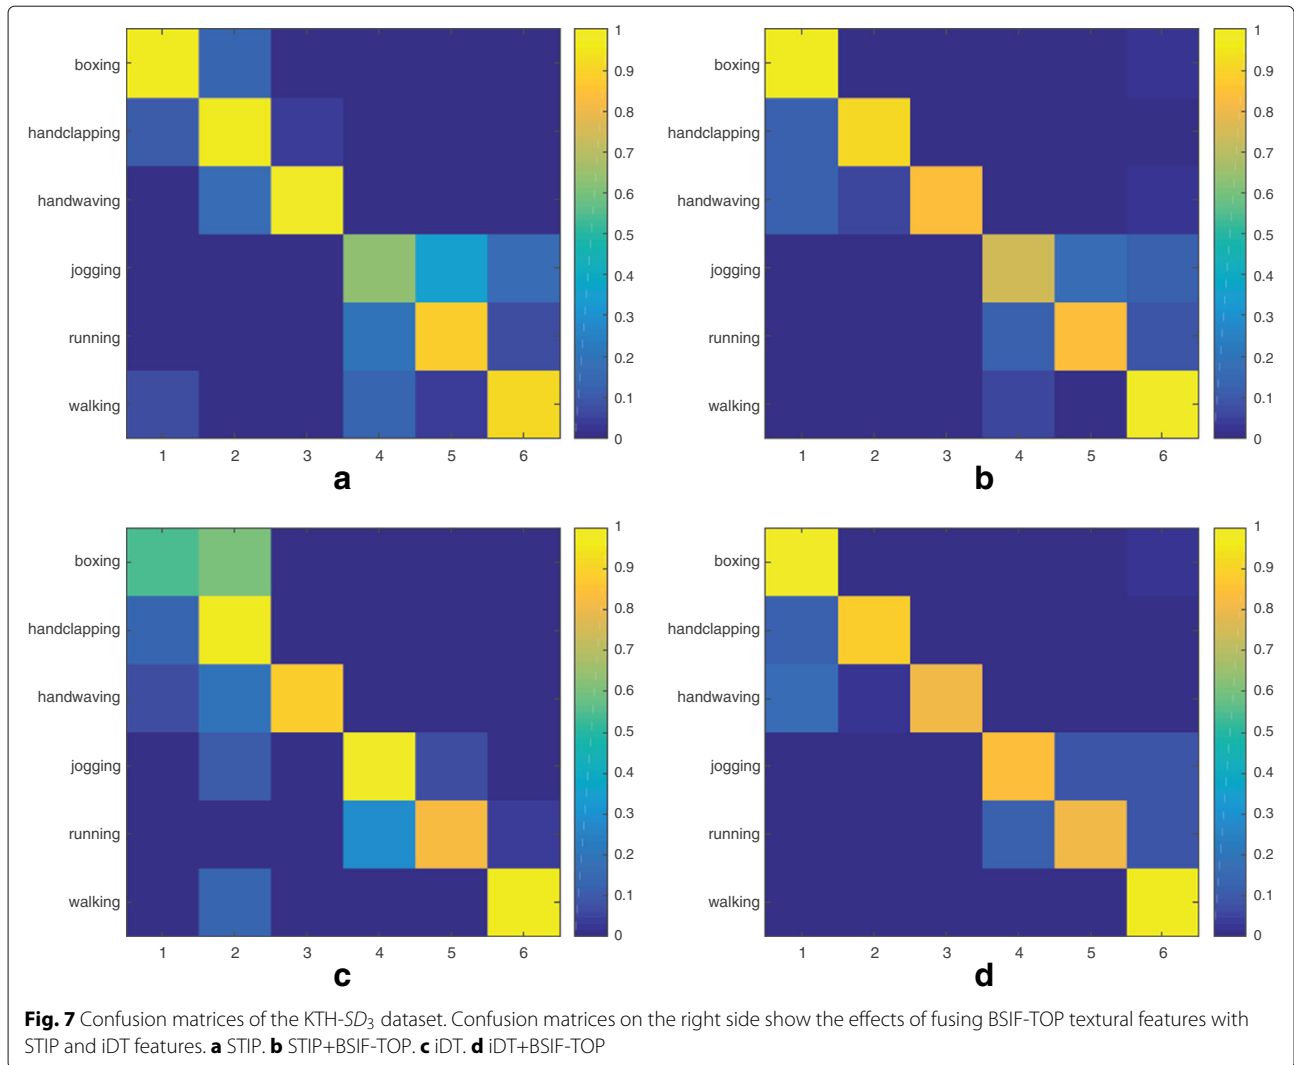 boxing
handclapping
handwaving
jogging
running
walking
1 2 3 4 5 6
1
0.9
0.8
0.7
0.6
0.5
0.4
0.3
0.2
0.1
0
a
boxing
handclapping
handwaving
jogging
running
walking
1 2 3 4 5 6
1
0.9
0.8
0.7
0.6
0.5
0.4
0.3
0.2
0.1
0
b
boxing
handclapping
handwaving
jogging
running
walking
1 2 3 4 5 6
1
0.9
0.8
0.7
0.6
0.5
0.4
0.3
0.2
0.1
0
c
boxing
handclapping
handwaving
jogging
running
walking
1 2 3 4 5 6
1
0.9
0.8
0.7
0.6
0.5
0.4
0.3
0.2
0.1
0
d
Fig. 7 Confusion matrices of the KTH-SD₃ dataset. Confusion matrices on the right side show the effects of fusing BSIF-TOP textural features with
STIP and iDT features. a STIP. b STIP+BSIF-TOP. c iDT. d iDT+BSIF-TOP